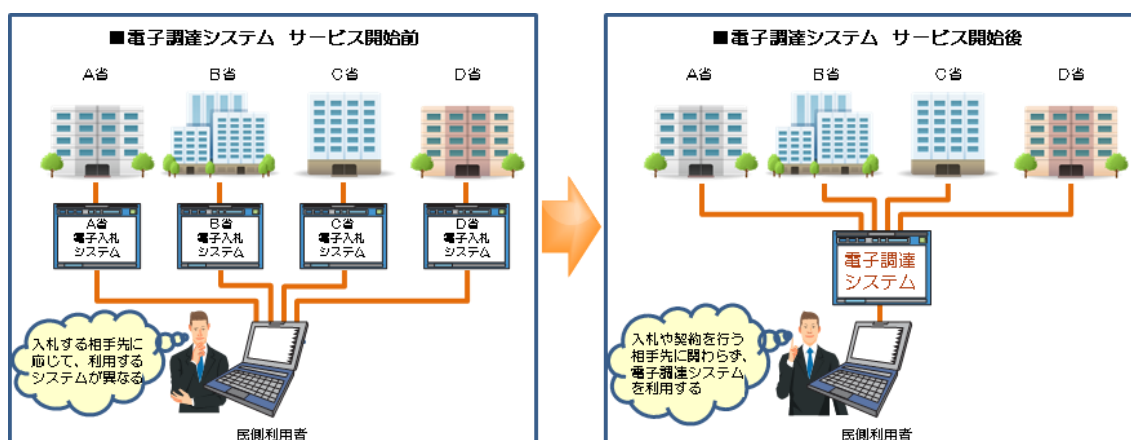 ■電子調達システム サービス開始前
A省 B省 C省 D省
A省
電子入札
システム
B省
電子入札
システム
C省
電子入札
システム
D省
電子入札
システム
入札する相手先に
応じて、利用する
システムが異なる
民側利用者
■電子調達システム サービス開始後
A省 B省 C省 D省
電子調達
システム
入札や契約を行う
相手先に関わらず、
電子調達システム
を利用する
民側利用者